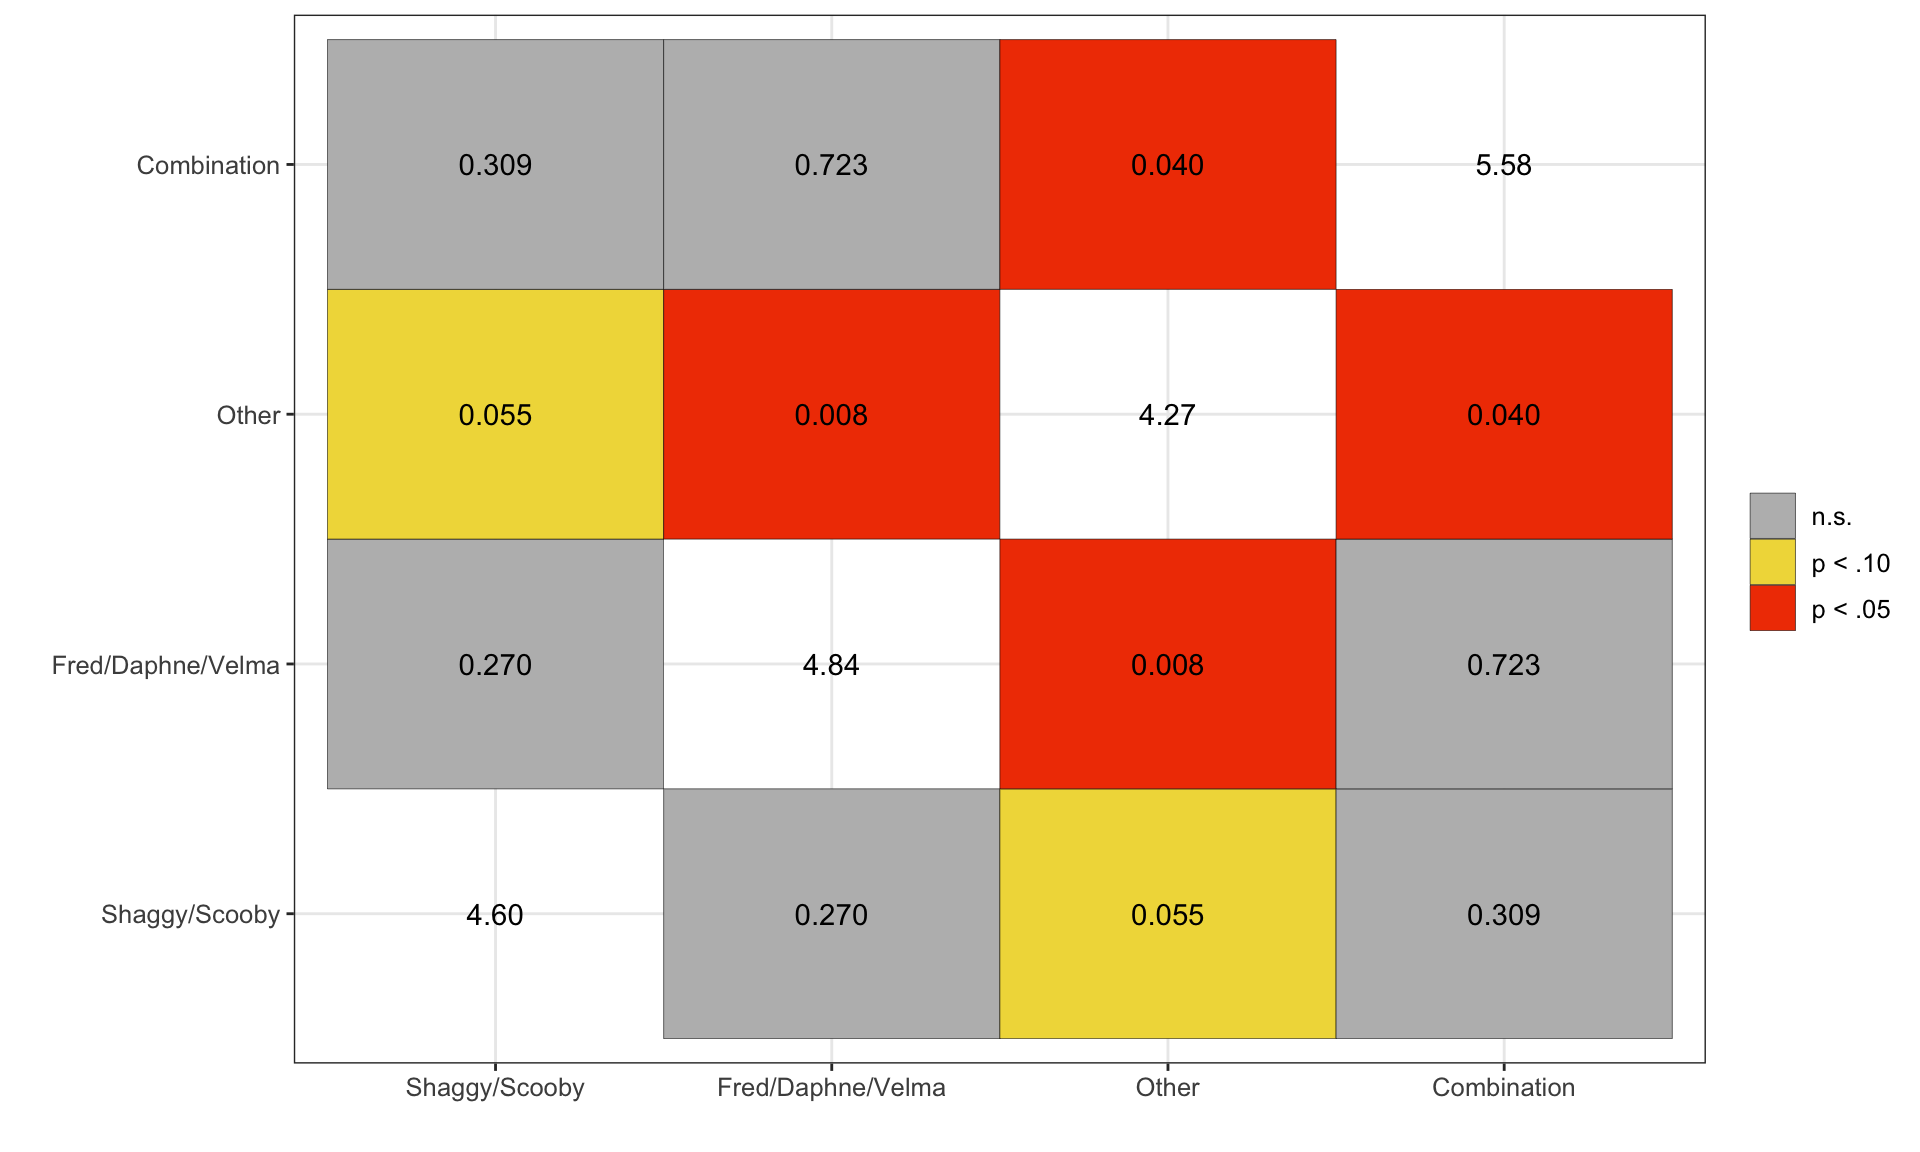 Combination 0.309 0.723 0.040 5.58
Other 0.055 0.008 4.27 0.040
Fred/Daphne/Velma 0.270 4.84 0.008 0.723
Shaggy/Scooby 4.60 0.270 0.055 0.309
Shaggy/Scooby Fred/Daphne/Velma Other Combination
n.s.
p < .10
p < .05